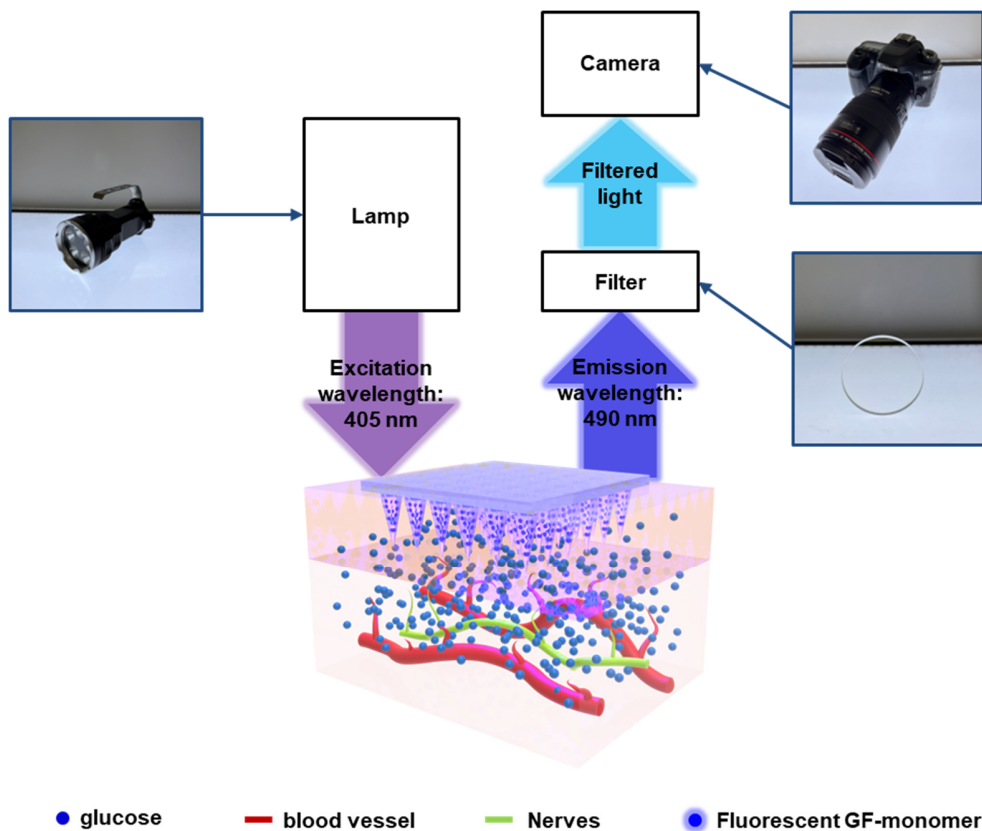 Camera
Filtered
light
Lamp
Filter
Excitation
wavelength:
405 nm
Emission
wavelength:
490 nm
glucose
blood vessel
Nerves
Fluorescent GF-monomer